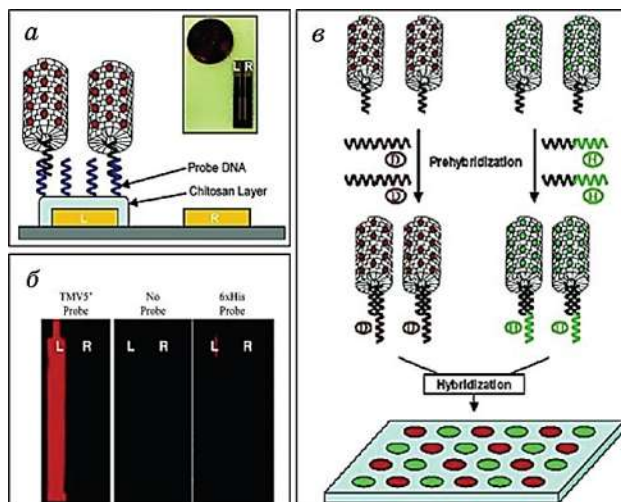 а
L R
Probe DNA
Chitosan Layer
L
R
б
TMV5'
Probe
No
Probe
6xHis
Probe
L R
L R
L R
в
Prehybridization
Hybridization